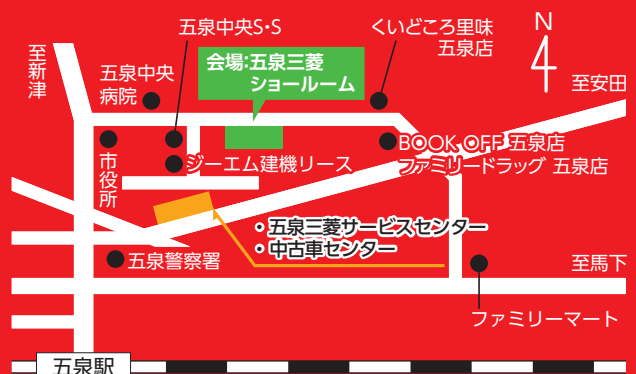 五泉中央S・S
くいどころ里味
五泉店
N
至新津
五泉中央
病院
会場:五泉三菱
ショールーム
至安田
市役所
ジーエム建機リース
BOOK OFF 五泉店
ファミリードラッグ 五泉店
・五泉三菱サービスセンター
・中古車センター
五泉警察署
至馬下
ファミリーマート
五泉駅